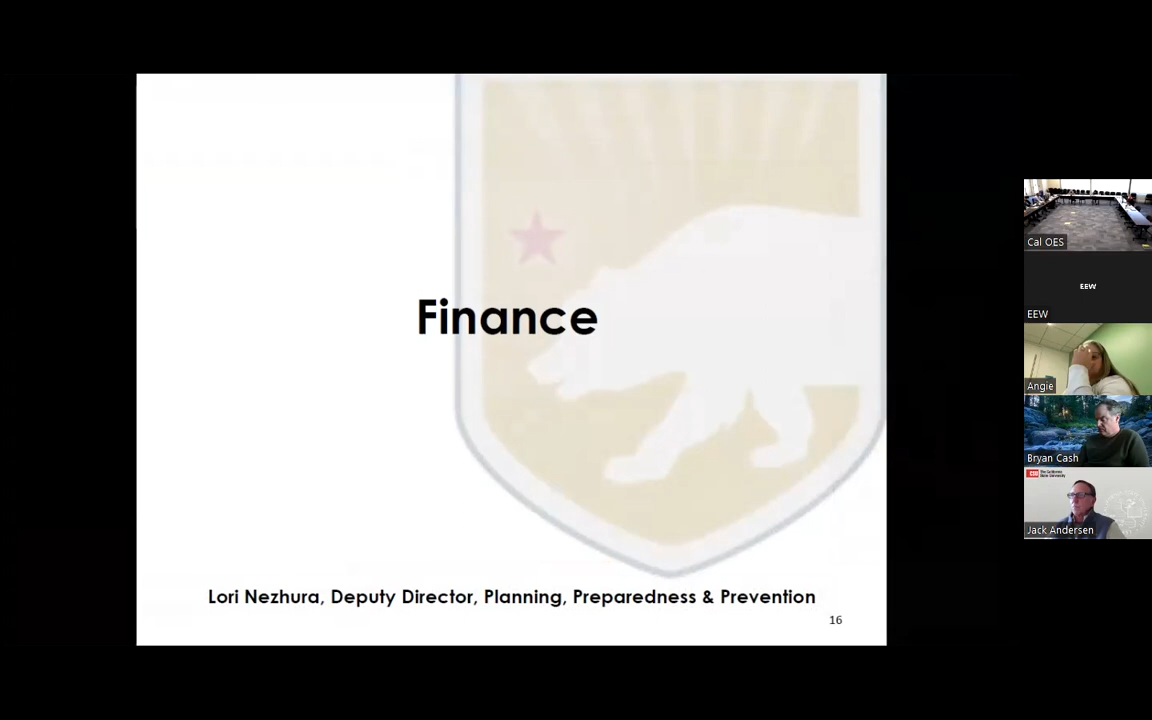 Finance
Lori Nezhura, Deputy Director, Planning, Preparedness & Prevention
16
Cal OES
EEW
EEW
Angie
Bryan Cash
Jack Andersen